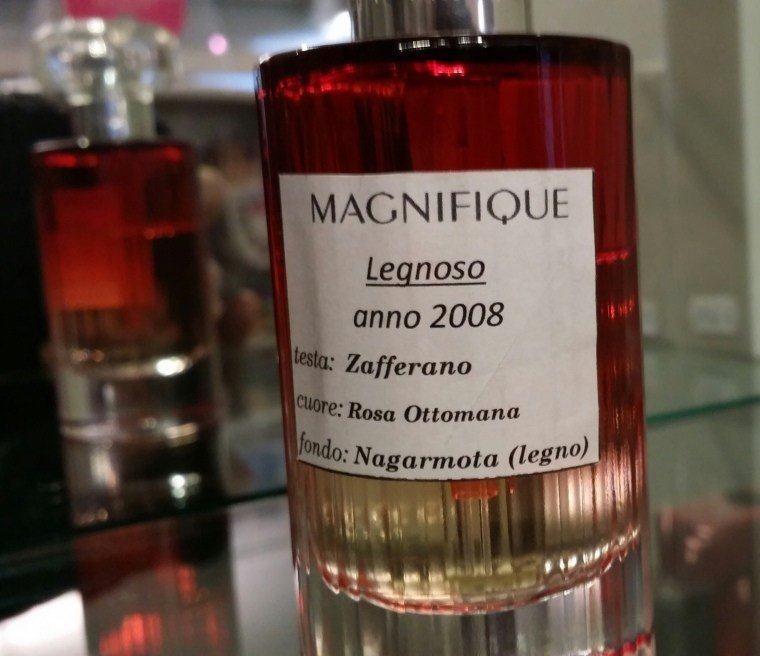 MAGNIFIQUE
Legnoso
anno 2008
testa: Zafferano
cuore: Rosa Ottomana
fondo: Nagarmota (legno)